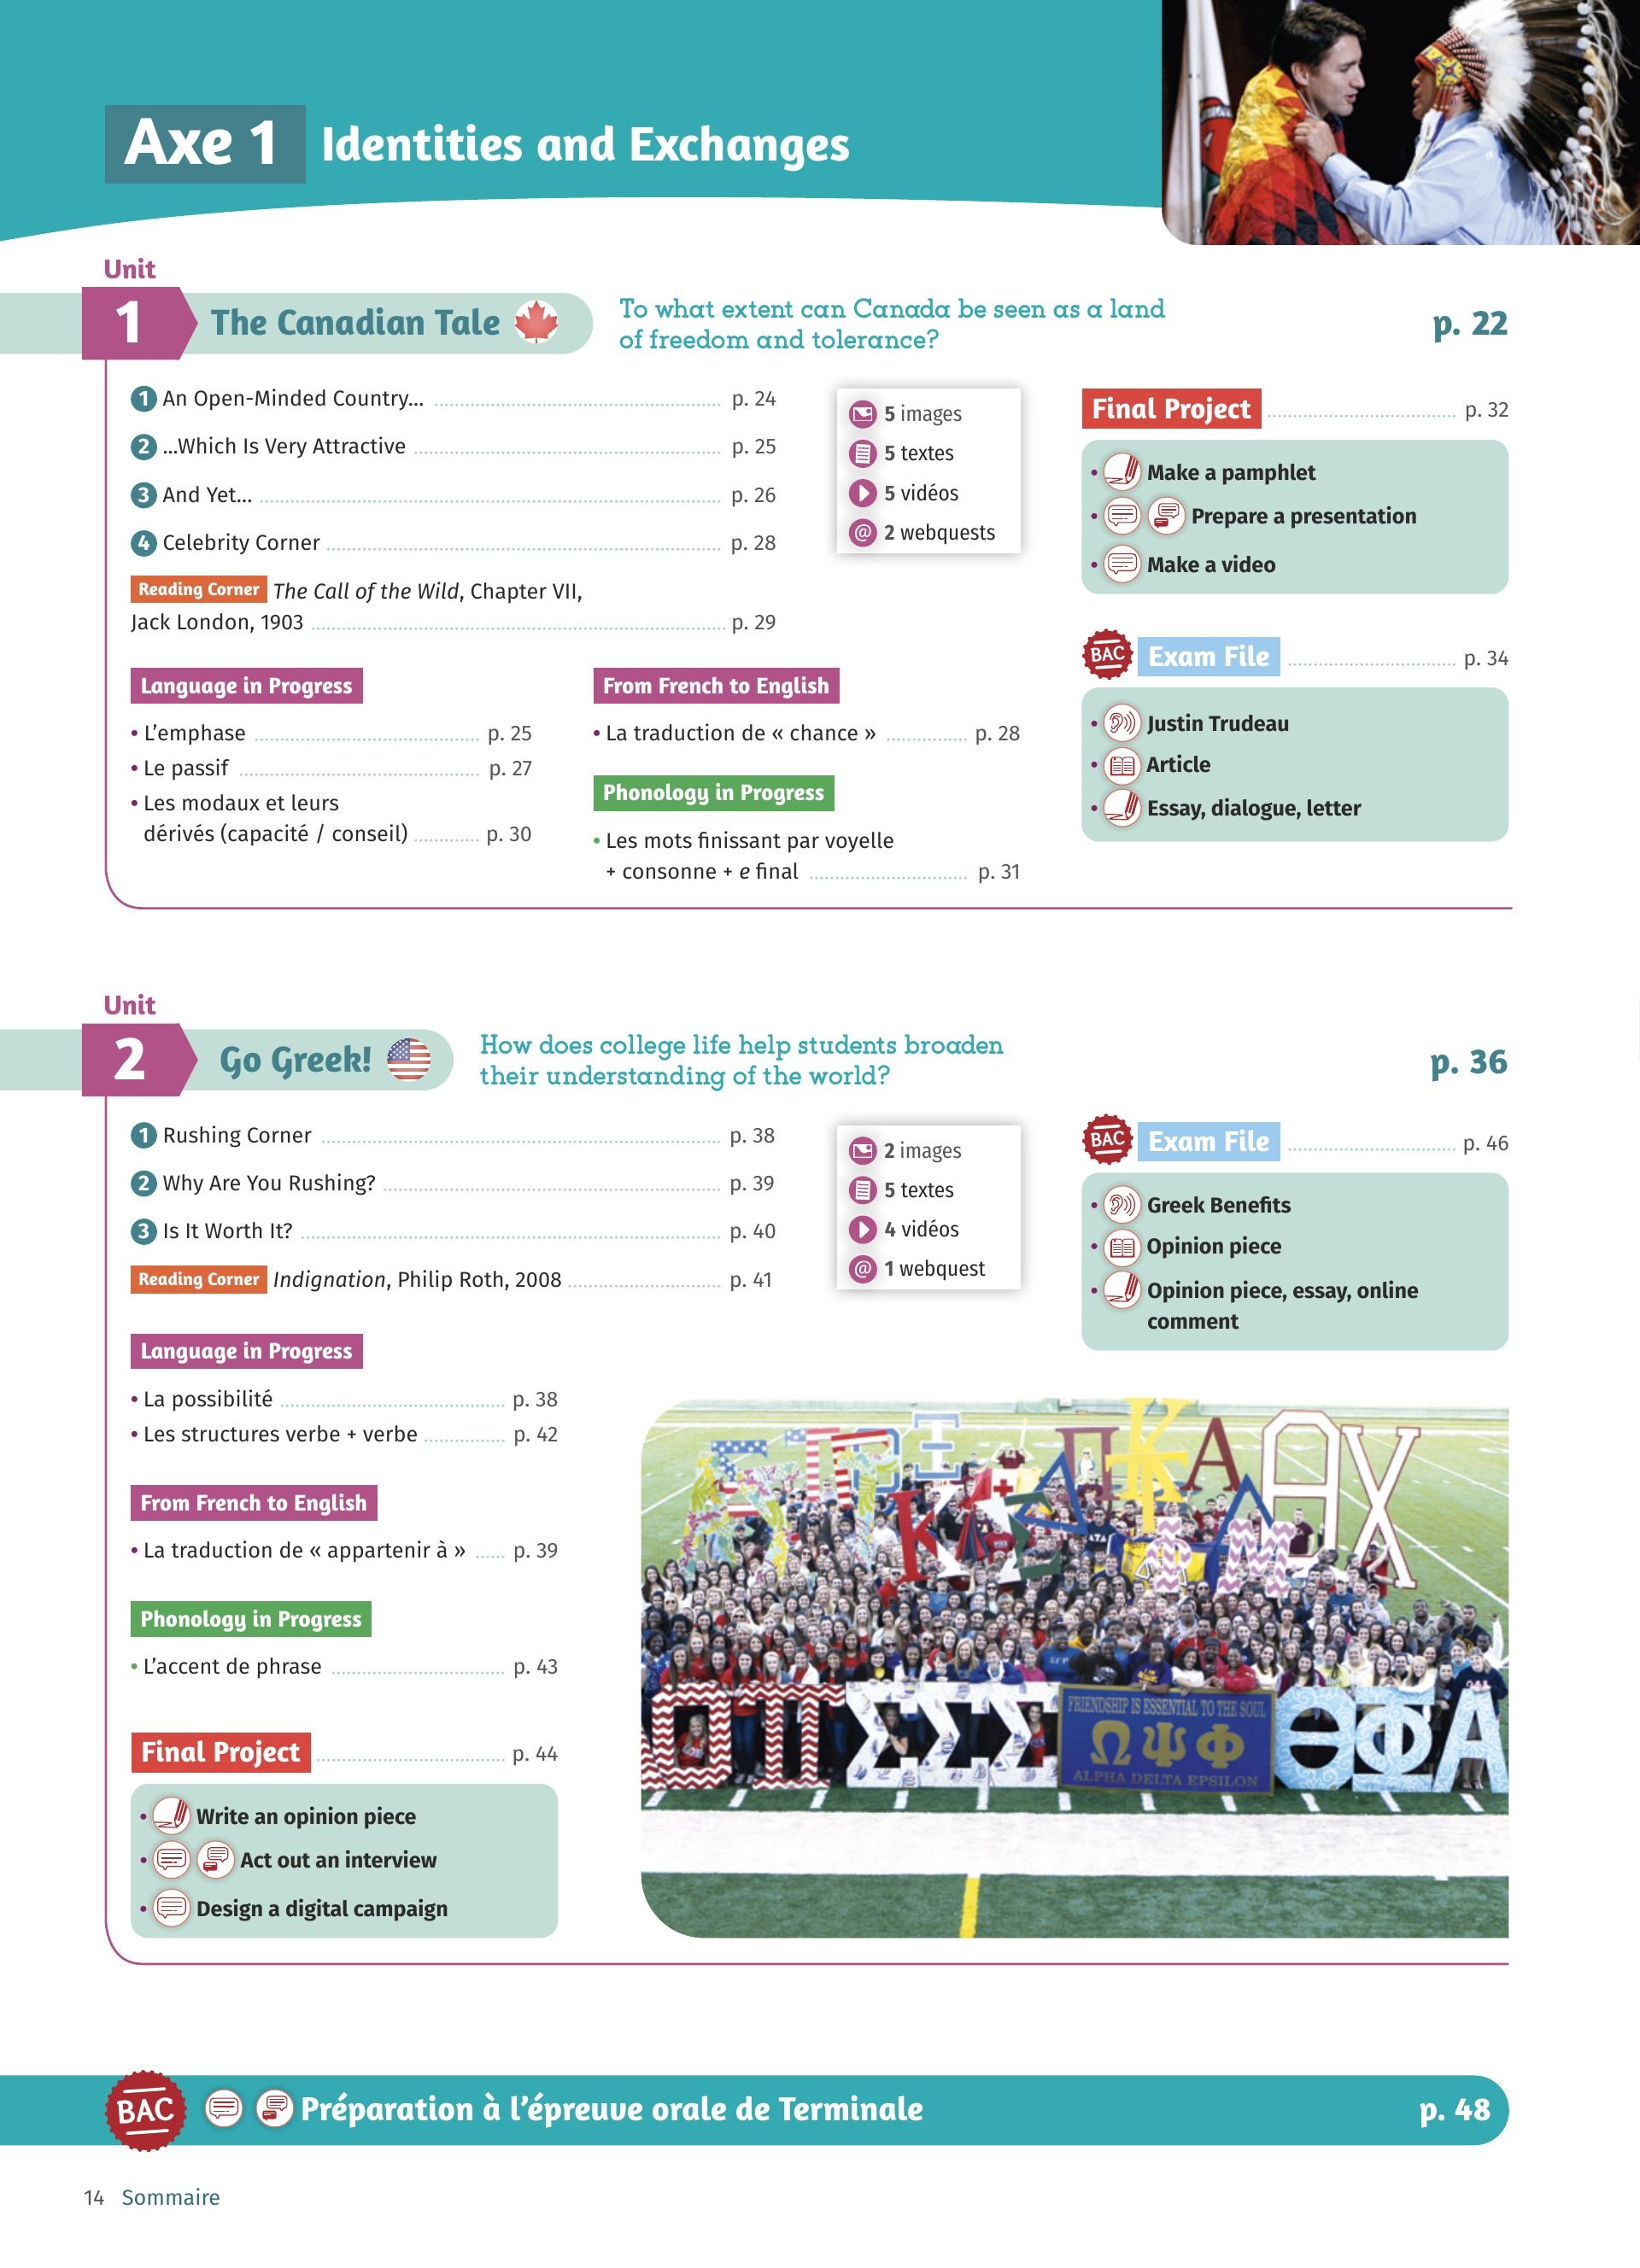 Axe 1 Identities and Exchanges
Unit
1 The Canadian Tale
To what extent can Canada be seen as a land
of freedom and tolerance?
p. 22
1 An Open-Minded Country... p. 24
2 ...Which Is Very Attractive p. 25
3 And Yet... p. 26
4 Celebrity Corner p. 28
Reading Corner The Call of the Wild, Chapter VII,
Jack London, 1903 p. 29
5 images
5 textes
5 vidéos
@ 2 webquests
Final Project p. 32
• Make a pamphlet
• Prepare a presentation
• Make a video
BAC Exam File p. 34
• Justin Trudeau
• Article
• Essay, dialogue, letter
Language in Progress
• L'emphase p. 25
• Le passif p. 27
• Les modaux et leurs
dérivés (capacité / conseil) p. 30
From French to English
• La traduction de « chance » p. 28
Phonology in Progress
• Les mots finissant par voyelle
+ consonne + e final p. 31
Unit
2 Go Greek!
How does college life help students broaden
their understanding of the world?
p. 36
1 Rushing Corner p. 38
2 Why Are You Rushing? p. 39
3 Is It Worth It? p. 40
Reading Corner Indignation, Philip Roth, 2008 p. 41
2 images
5 textes
4 vidéos
@ 1 webquest
BAC Exam File p. 46
• Greek Benefits
• Opinion piece
• Opinion piece, essay, online
comment
Language in Progress
• La possibilité p. 38
• Les structures verbe + verbe p. 42
From French to English
• La traduction de « appartenir à » p. 39
Phonology in Progress
• L'accent de phrase p. 43
Final Project p. 44
• Write an opinion piece
• Act out an interview
• Design a digital campaign
Ξ
Π Κ Α
Κ Σ Δ
Α Χ
Φ Μ
Ο Π Σ Σ Σ
FRIENDSHIP IS ESSENTIAL TO THE SOUL
Ω Ψ Φ
ALPHA DELTA EPSILON
Θ Φ Α
BAC Préparation à l'épreuve orale de Terminale p. 48
14 Sommaire